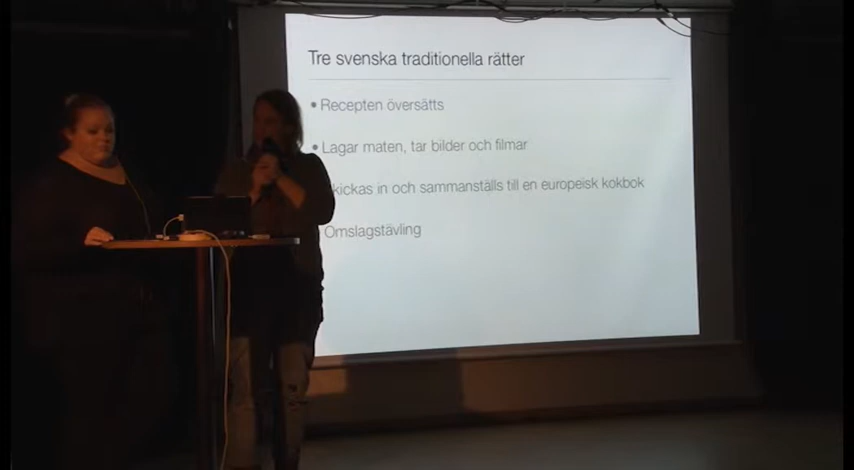 Tre svenska traditionella rätter
• Recepten översätts
• Lagar maten, tar bilder och filmar
kickas in och sammanställs till en europeisk kokbok
Omslagstävling